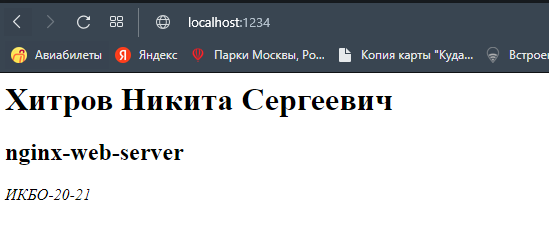 localhost:1234
Авиабилеты Яндекс Парки Москвы, Ро... Копия карты "Куда... Встроен
Хитров Никита Сергеевич
nginx-web-server
ИКБО-20-21